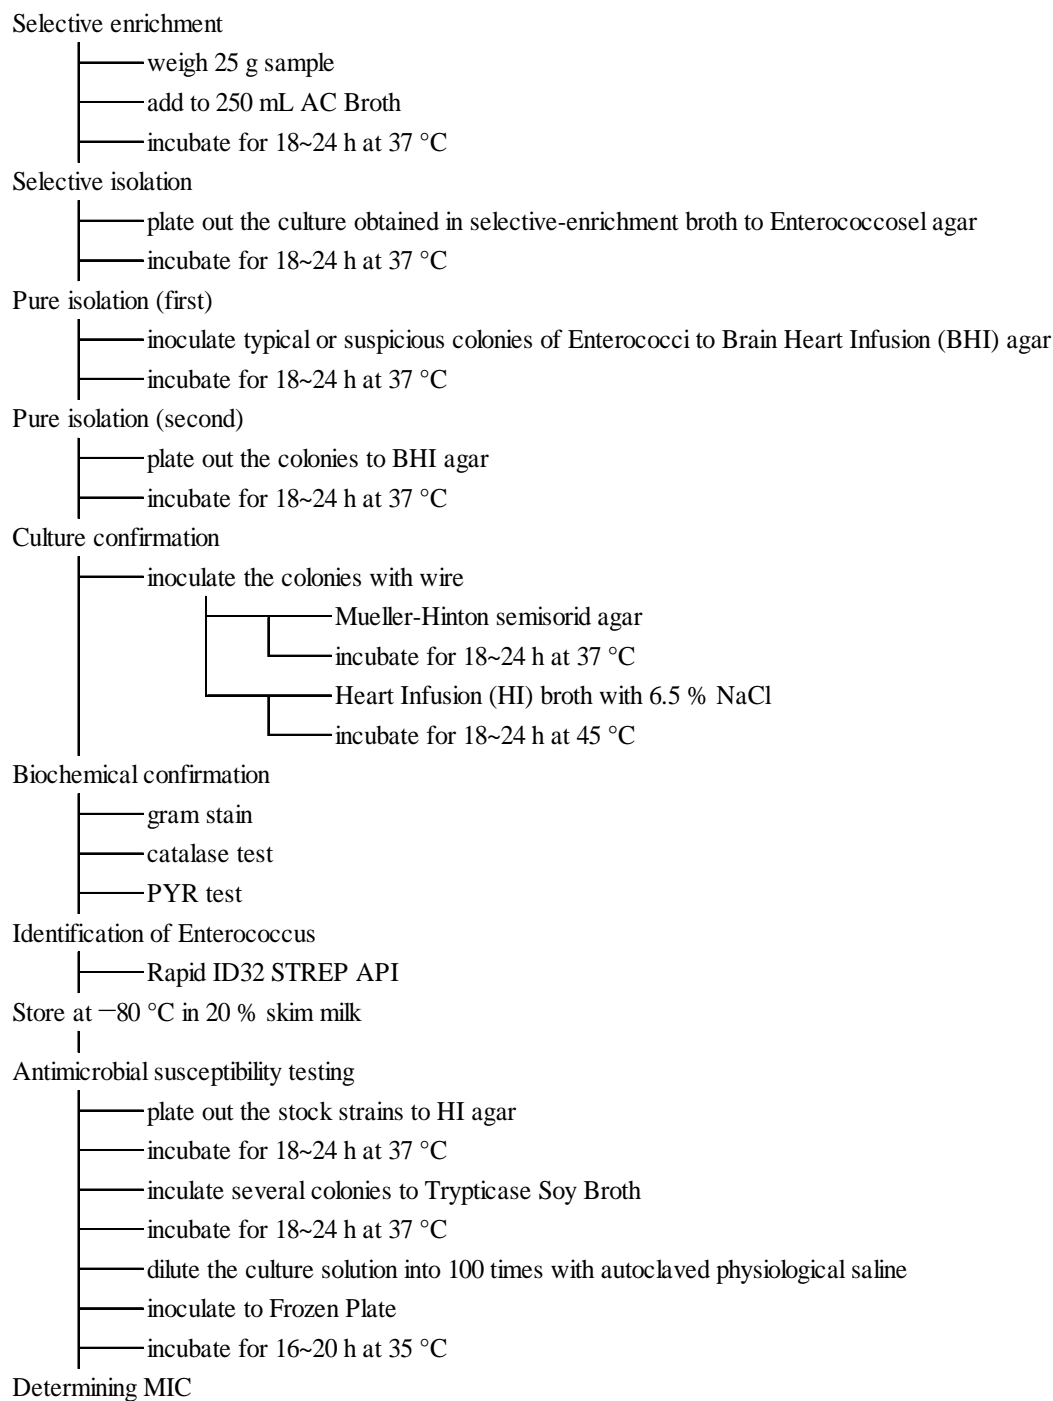 Selective enrichment
weigh 25 g sample
add to 250 mL AC Broth
incubate for 18~24 h at 37 °C
Selective isolation
plate out the culture obtained in selective-enrichment broth to Enterococcosel agar
incubate for 18~24 h at 37 °C
Pure isolation (first)
inoculate typical or suspicious colonies of Enterococci to Brain Heart Infusion (BHI) agar
incubate for 18~24 h at 37 °C
Pure isolation (second)
plate out the colonies to BHI agar
incubate for 18~24 h at 37 °C
Culture confirmation
inoculate the colonies with wire
Mueller-Hinton semisorid agar
incubate for 18~24 h at 37 °C
Heart Infusion (HI) broth with 6.5 % NaCl
incubate for 18~24 h at 45 °C
Biochemical confirmation
gram stain
catalase test
PYR test
Identification of Enterococcus
Rapid ID32 STREP API
Store at −80 °C in 20 % skim milk
Antimicrobial susceptibility testing
plate out the stock strains to HI agar
incubate for 18~24 h at 37 °C
inculate several colonies to Trypticase Soy Broth
incubate for 18~24 h at 37 °C
dilute the culture solution into 100 times with autoclaved physiological saline
inoculate to Frozen Plate
incubate for 16~20 h at 35 °C
Determining MIC